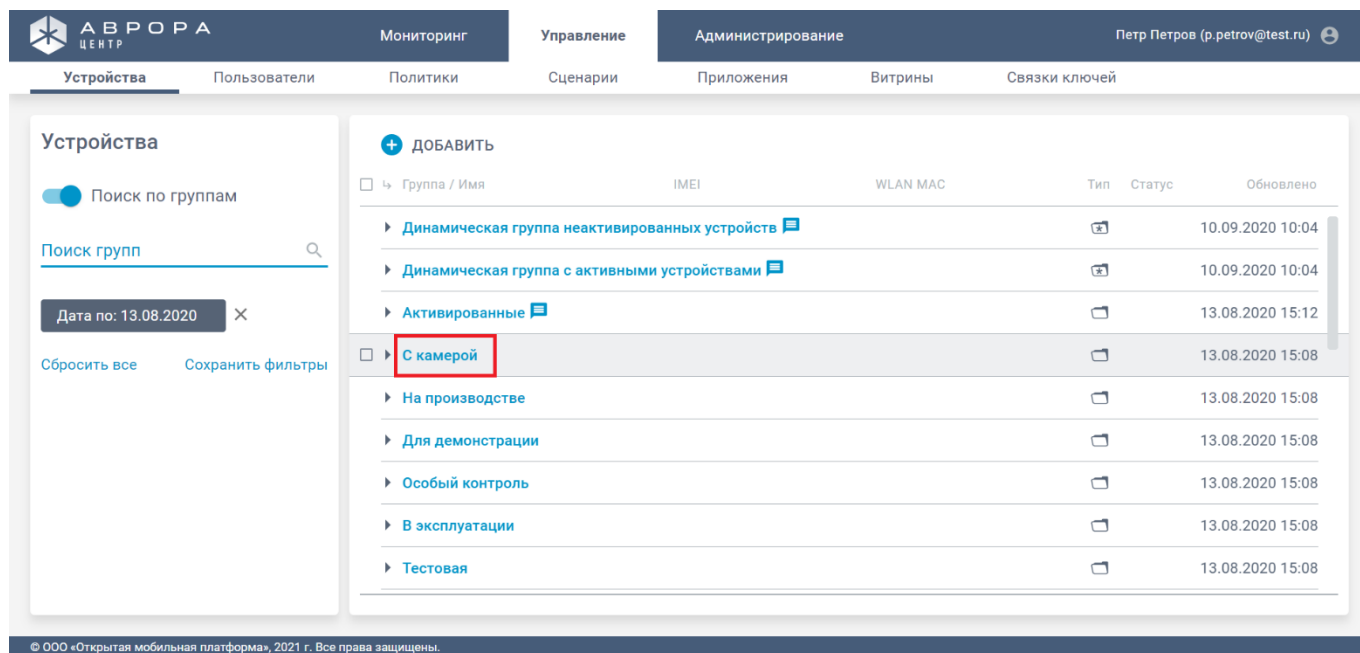 АВРОРА
ЦЕНТР
Мониторинг Управление Администрирование Петр Петров (p.petrov@test.ru)
Устройства Пользователи Политики Сценарии Приложения Витрины Связки ключей
Устройства
Поиск по группам
Поиск групп
Дата по: 13.08.2020
Сбросить все Сохранить фильтры
ДОБАВИТЬ
Группа / Имя IMEI WLAN MAC Тип Статус Обновлено
Динамическая группа неактивированных устройств 10.09.2020 10:04
Динамическая группа с активными устройствами 10.09.2020 10:04
Активированные 13.08.2020 15:12
С камерой 13.08.2020 15:08
На производстве 13.08.2020 15:08
Для демонстрации 13.08.2020 15:08
Особый контроль 13.08.2020 15:08
В эксплуатации 13.08.2020 15:08
Тестовая 13.08.2020 15:08
© ООО «Открытая мобильная платформа», 2021 г. Все права защищены.